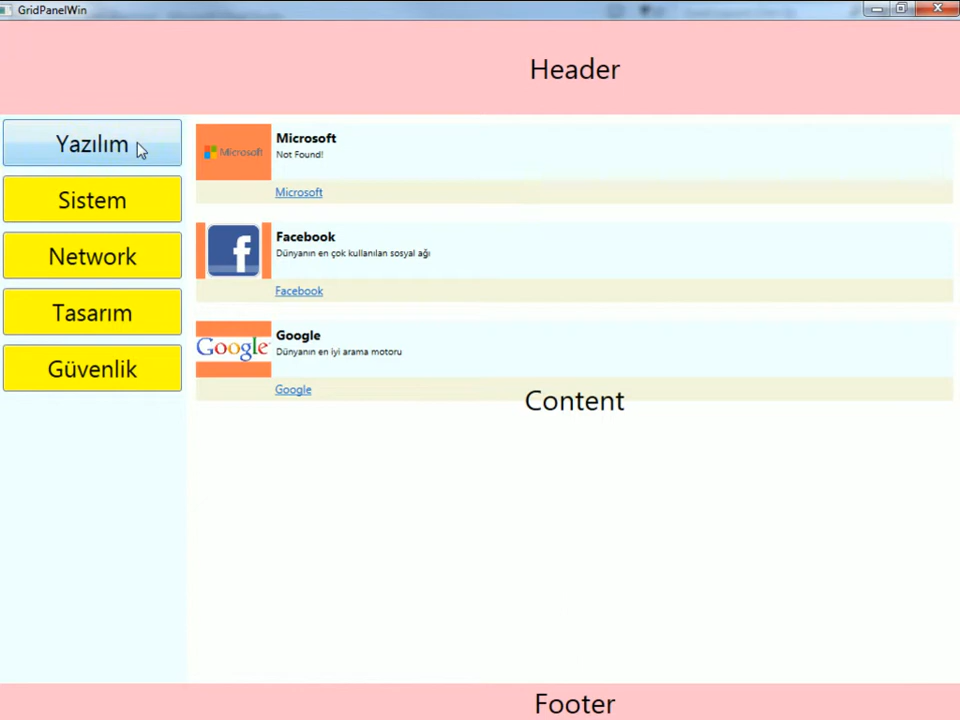 GridPanelWin
Header
Yazılım
Sistem
Network
Tasarım
Güvenlik
Microsoft
Microsoft
Not Found!
Microsoft
f
Facebook
Dünyanın en çok kullanılan sosyal ağı
Facebook
Google
Google
Dünyanın en iyi arama motoru
Google
Content
Footer